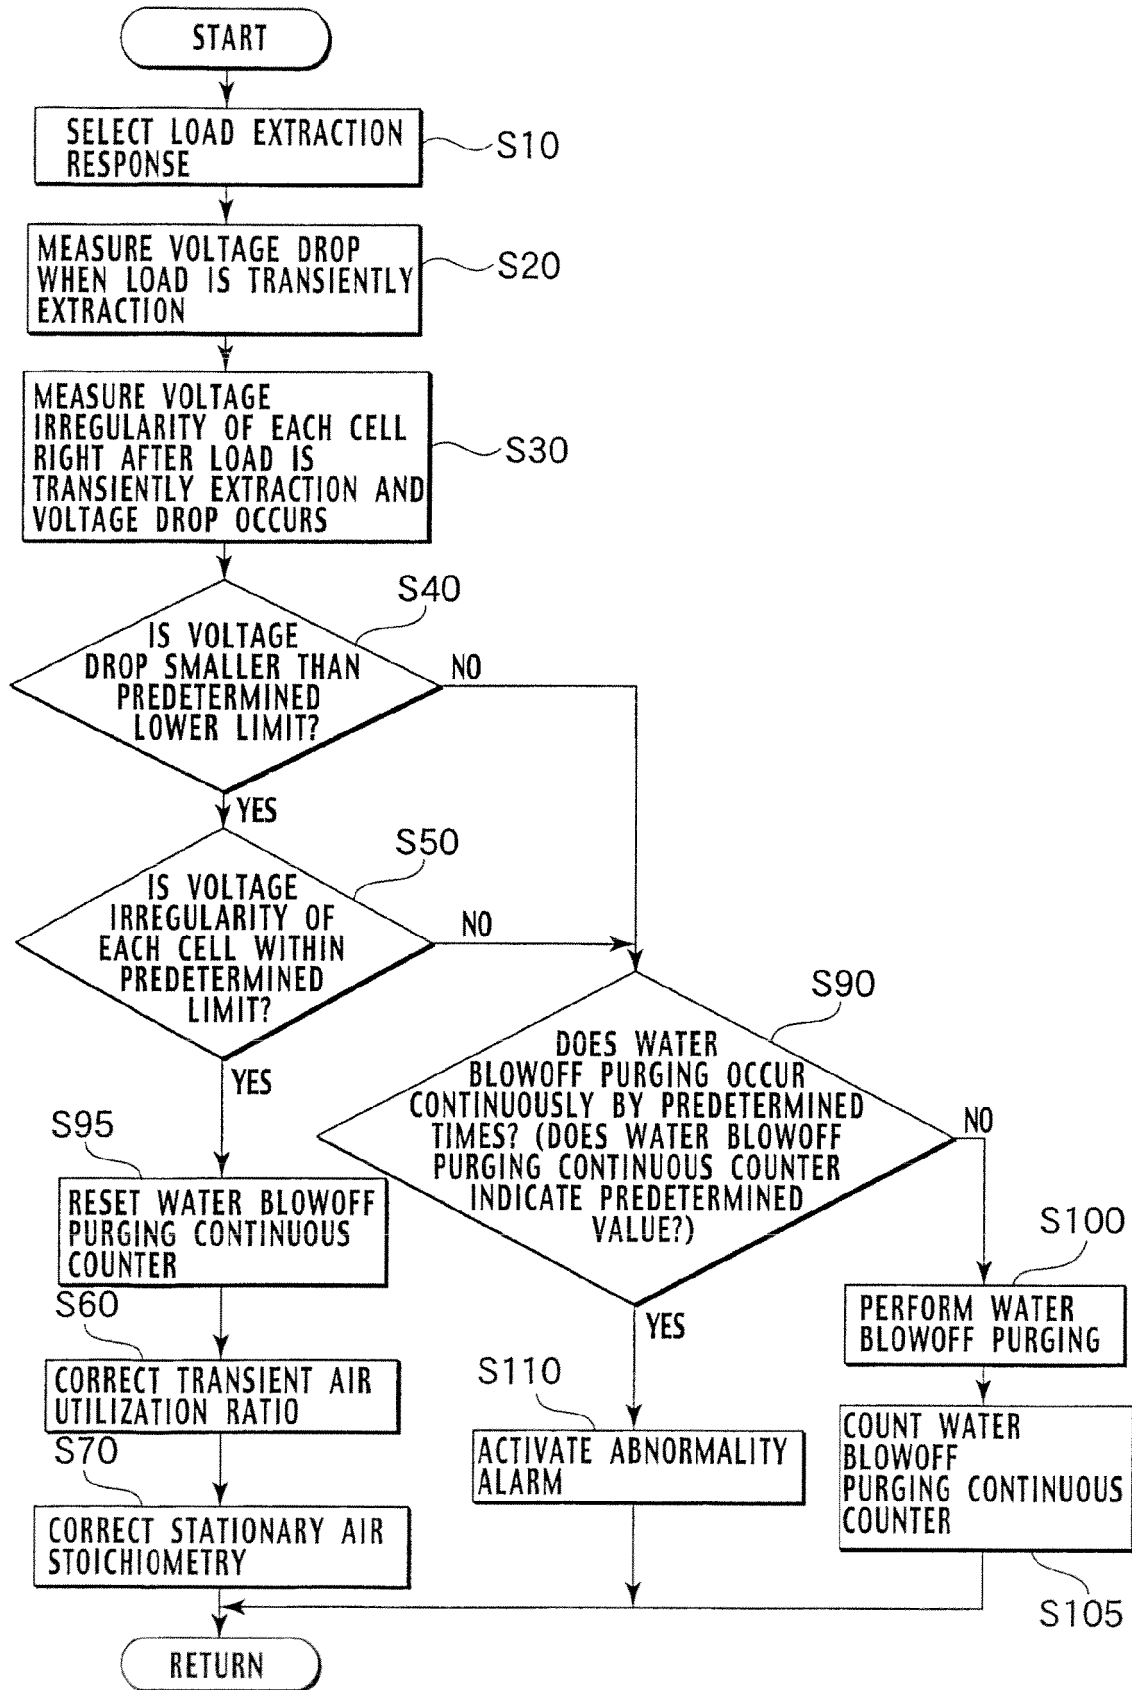 START
SELECT LOAD EXTRACTION
RESPONSE
S10
MEASURE VOLTAGE DROP
WHEN LOAD IS TRANSIENTLY
EXTRACTION
S20
MEASURE VOLTAGE
IRREGULARITY OF EACH CELL
RIGHT AFTER LOAD IS
TRANSIENTLY EXTRACTION AND
VOLTAGE DROP OCCURS
S30
S40
IS VOLTAGE
DROP SMALLER THAN
PREDETERMINED
LOWER LIMIT?
NO
YES
S50
IS VOLTAGE
IRREGULARITY OF
EACH CELL WITHIN
PREDETERMINED
LIMIT?
NO
YES
S90
DOES WATER
BLOWOFF PURGING OCCUR
CONTINUOUSLY BY PREDETERMINED
TIMES? (DOES WATER BLOWOFF
PURGING CONTINUOUS COUNTER
INDICATE PREDETERMINED
VALUE?)
NO
YES
S95
RESET WATER BLOWOFF
PURGING CONTINUOUS
COUNTER
S60
CORRECT TRANSIENT AIR
UTILIZATION RATIO
S70
CORRECT STATIONARY AIR
STOICHIOMETRY
S110
ACTIVATE ABNORMALITY
ALARM
S100
PERFORM WATER
BLOWOFF PURGING
COUNT WATER
BLOWOFF
PURGING CONTINUOUS
COUNTER
S105
RETURN